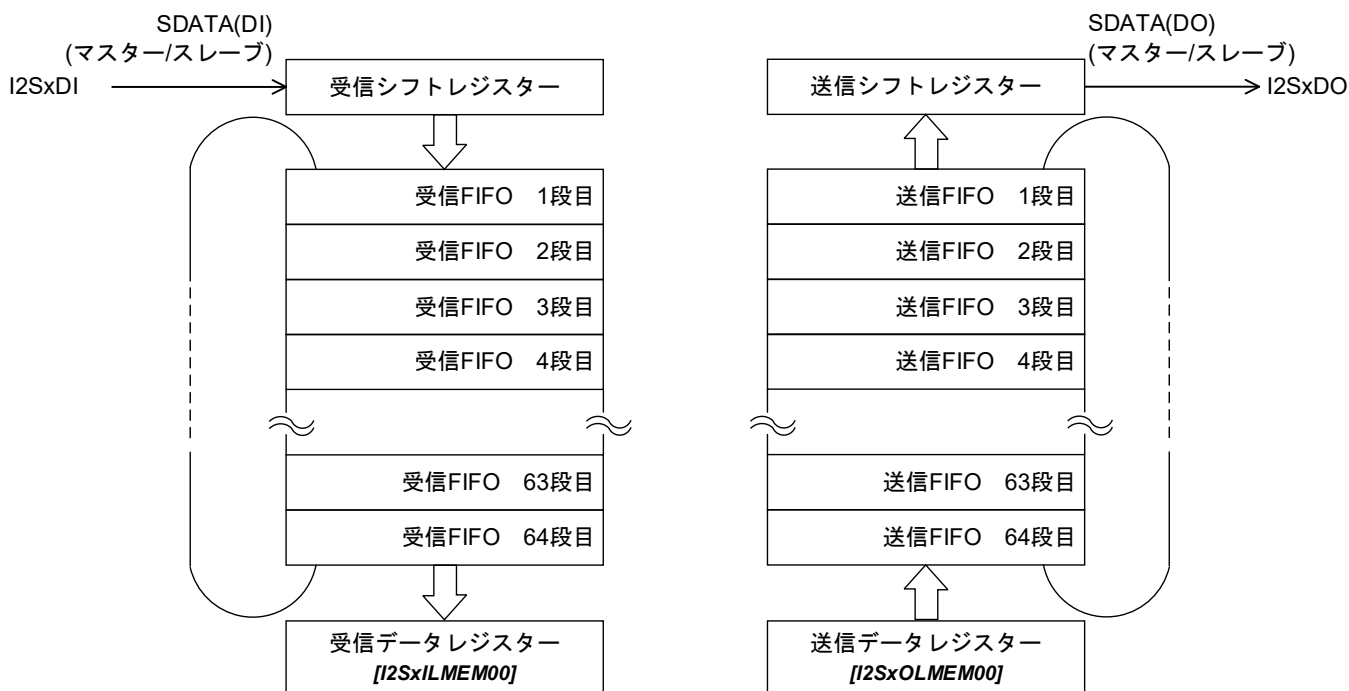 SDATA(DI)
(マスター/スレーブ)
I2SxDI
受信シフトレジスター
受信FIFO 1段目
受信FIFO 2段目
受信FIFO 3段目
受信FIFO 4段目
受信FIFO 63段目
受信FIFO 64段目
受信データレジスター
[I2SxILMEM00]
SDATA(DO)
(マスター/スレーブ)
送信シフトレジスター
I2SxDO
送信FIFO 1段目
送信FIFO 2段目
送信FIFO 3段目
送信FIFO 4段目
送信FIFO 63段目
送信FIFO 64段目
送信データレジスター
[I2SxOLMEM00]